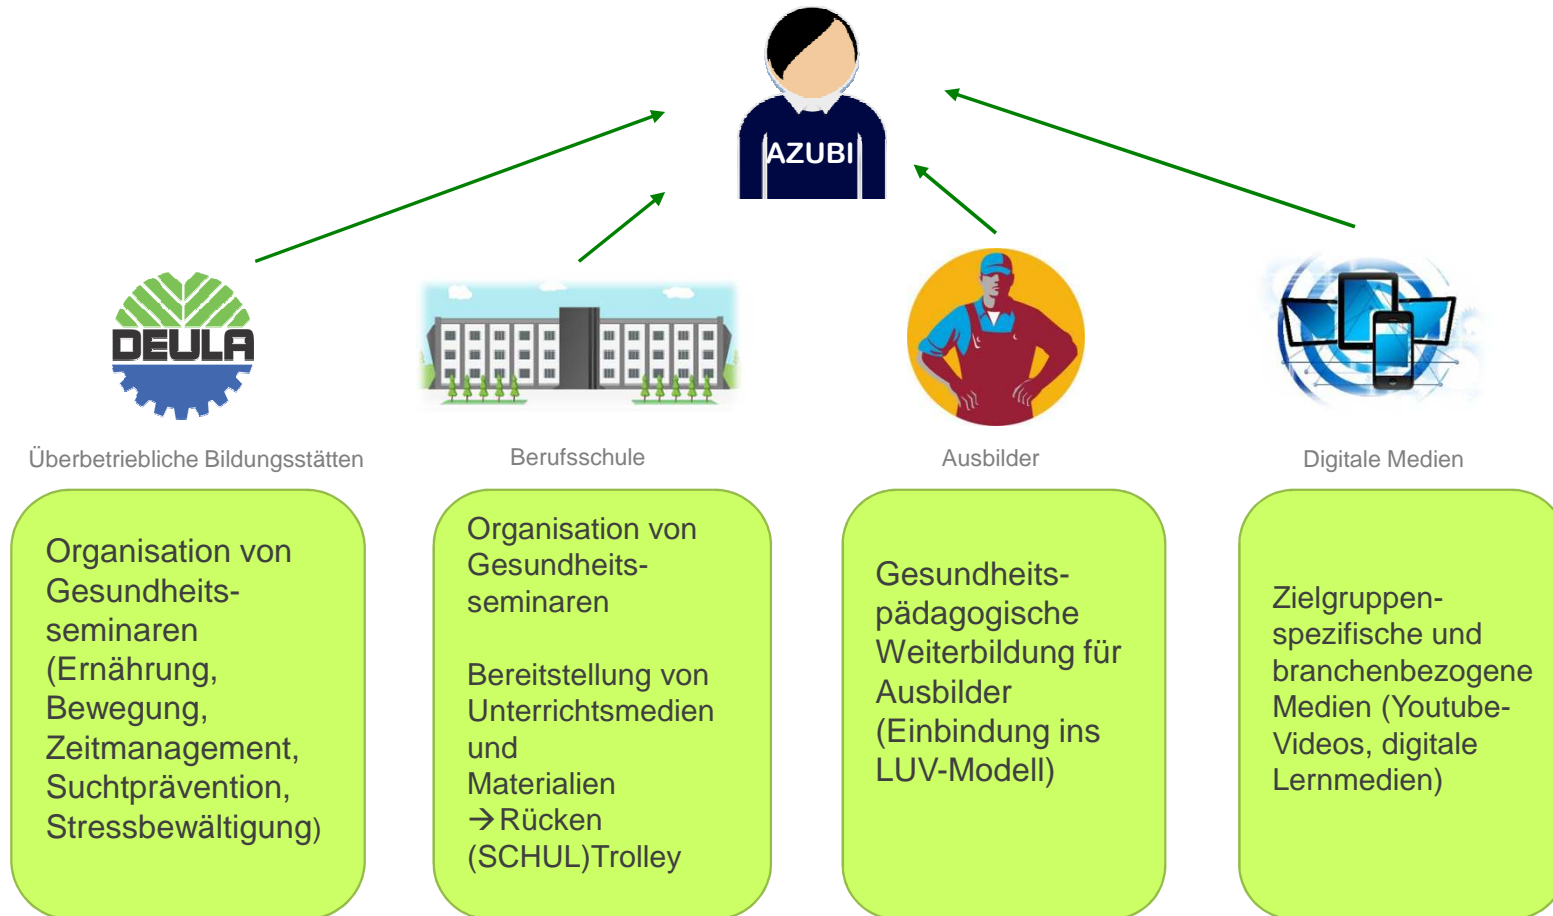 AZUBI
DEULA
Überbetriebliche Bildungsstätten
Berufsschule
Ausbilder
Digitale Medien
Organisation von
Gesundheits-
seminaren
(Ernährung,
Bewegung,
Zeitmanagement,
Suchtprävention,
Stressbewältigung)
Organisation von
Gesundheits-
seminaren
Bereitstellung von
Unterrichtsmedien
und
Materialien
→Rücken
(SCHUL)Trolley
Gesundheits-
pädagogische
Weiterbildung für
Ausbilder
(Einbindung ins
LUV-Modell)
Zielgruppen-
spezifische und
branchenbezogene
Medien (Youtube-
Videos, digitale
Lernmedien)